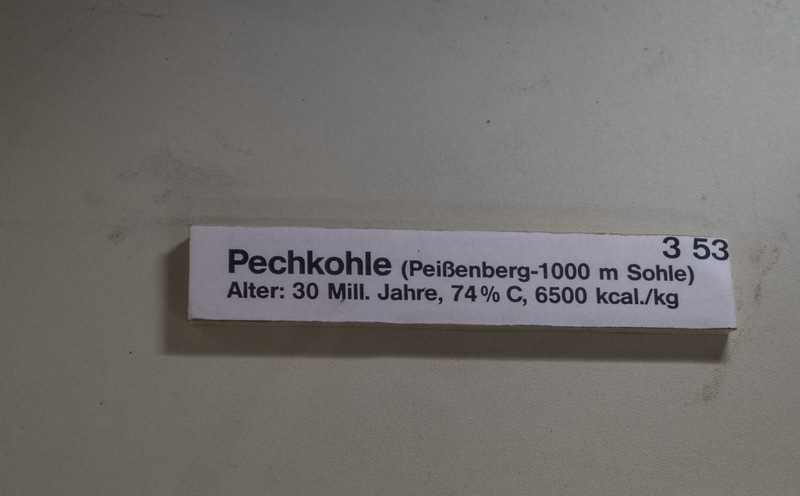 3 53
Pechkohle (Peißenberg-1000 m Sohle)
Alter: 30 Mill. Jahre, 74% C, 6500 kcal./kg